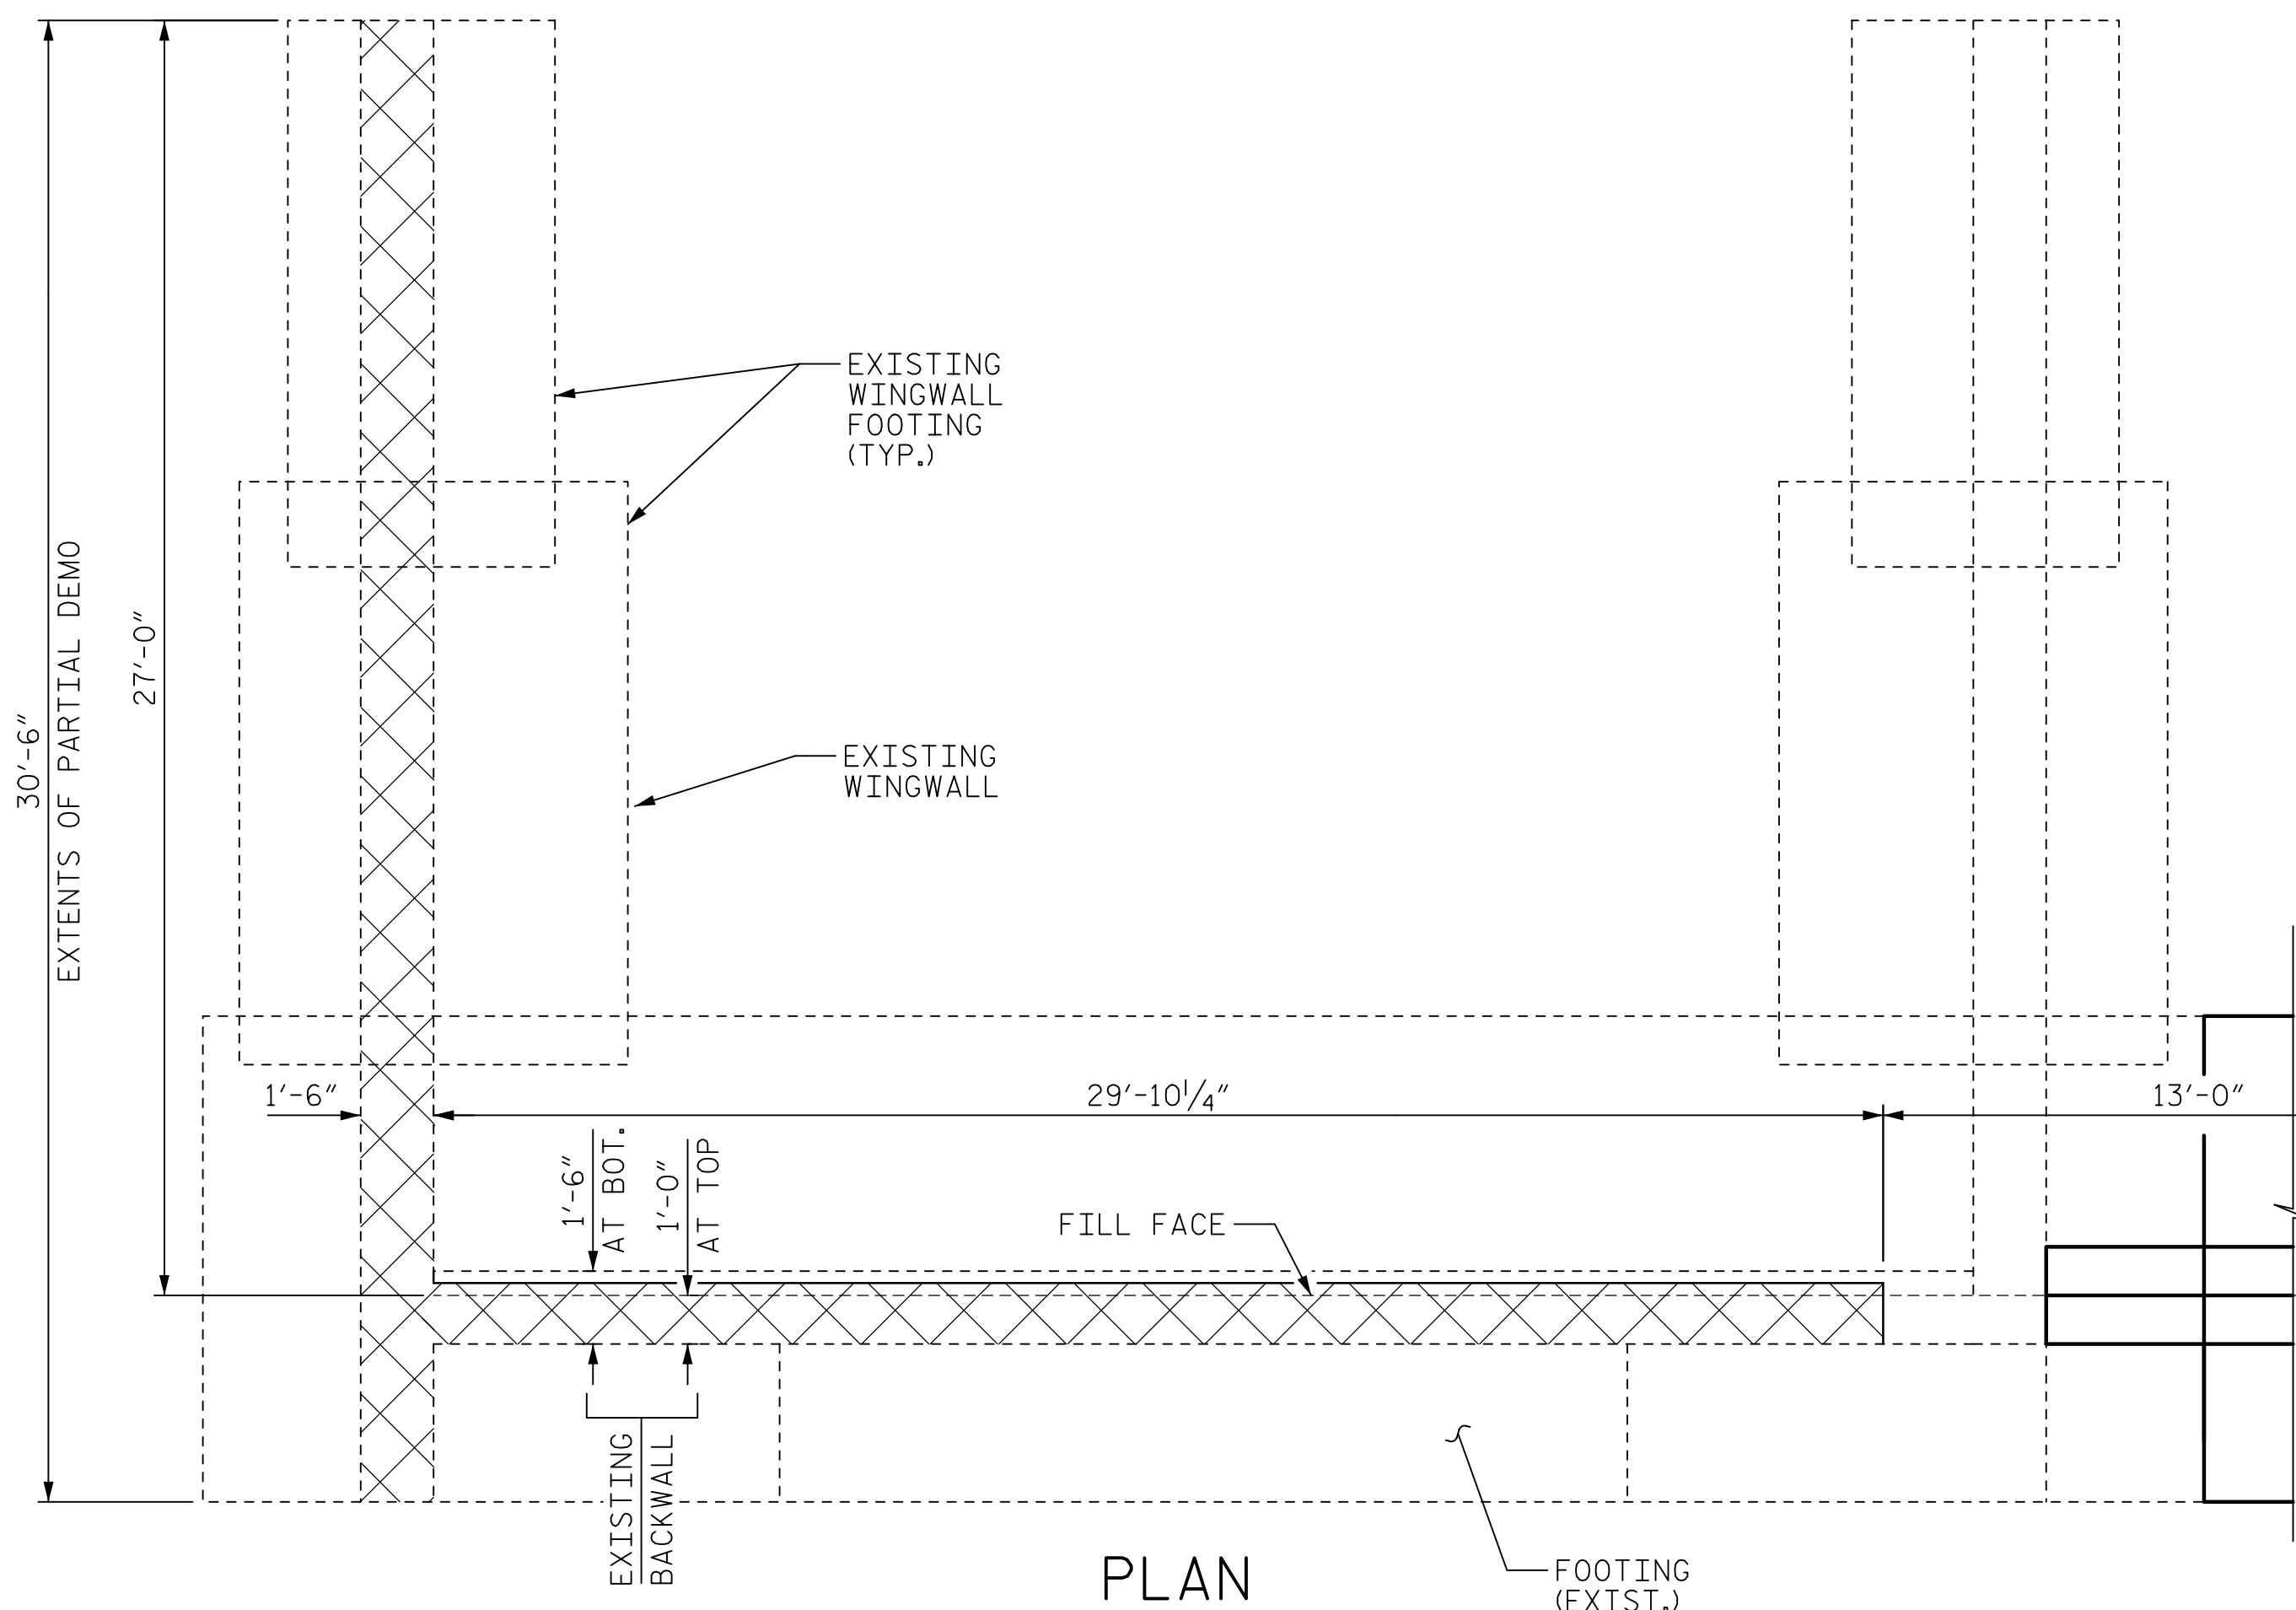 EXISTING
WINGWALL
FOOTING
(TYP.)
27'-0"
30'-6"
EXTENTS OF PARTIAL DEMO
EXISTING
WINGWALL
1'-6"
29'-10 1/4"
13'-0"
1'-6"
AT BOT.
1'-0"
AT TOP
FILL FACE
EXISTING
BACKWALL
PLAN
FOOTING
(EXIST.)